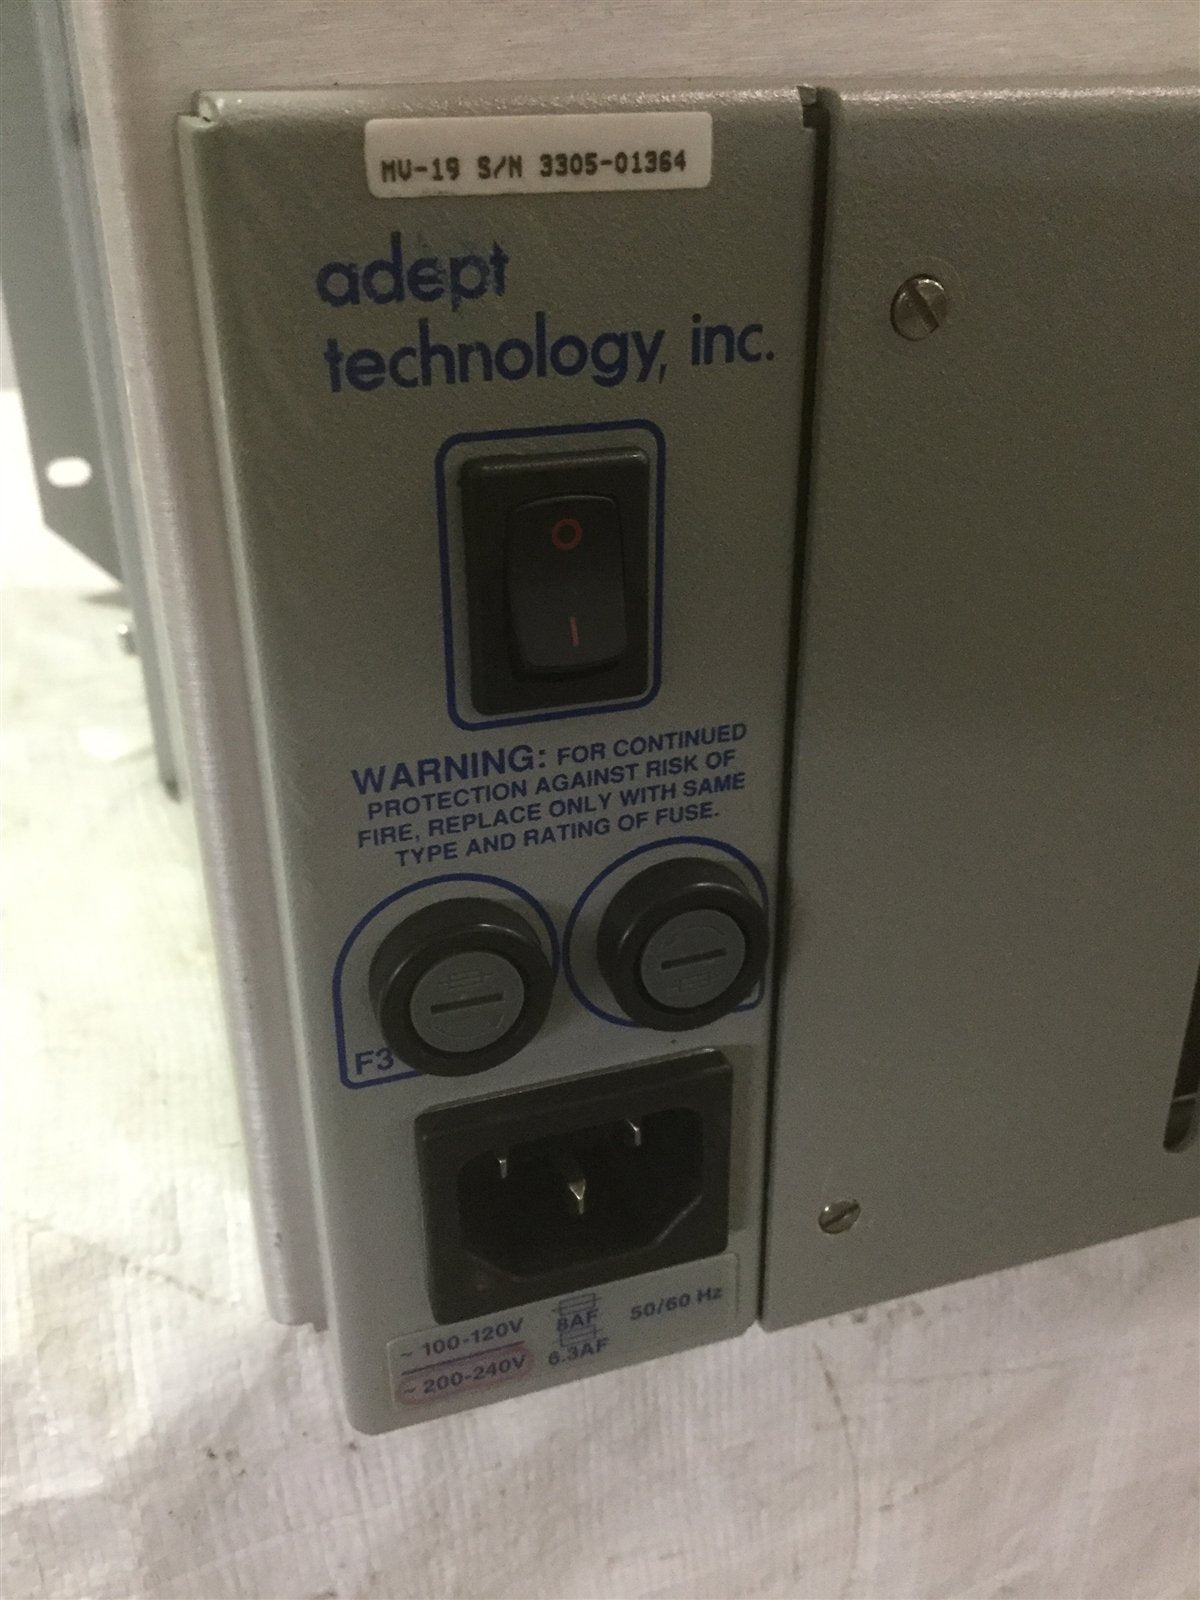 MV-19 S/N 3305-01364
adept
technology, inc.
WARNING: FOR CONTINUED
PROTECTION AGAINST RISK OF
FIRE, REPLACE ONLY WITH SAME
TYPE AND RATING OF FUSE.
F3
~ 100-120V 8AF 50/60 Hz
~ 200-240V 6.3AF